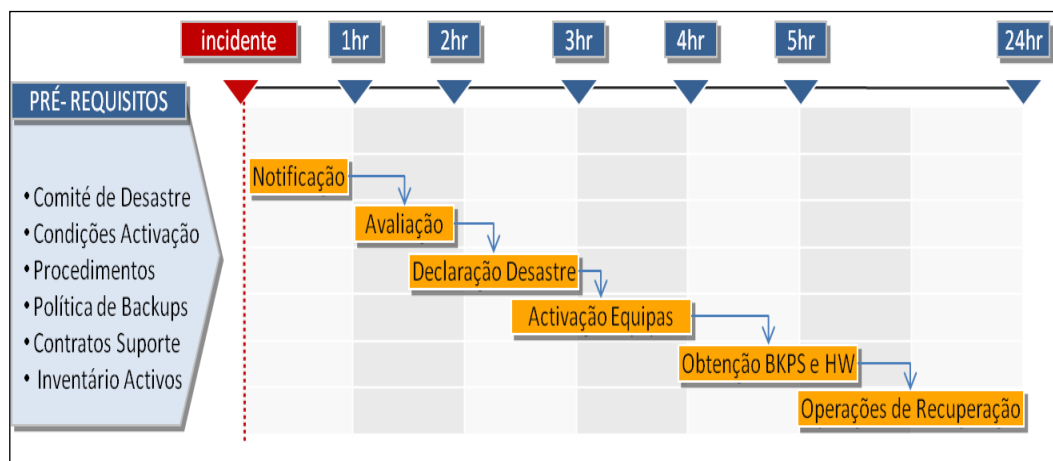 incidente
1hr
2hr
3hr
4hr
5hr
24hr
PRÉ- REQUISITOS
• Comité de Desastre
• Condições Activação
• Procedimentos
• Política de Backups
• Contratos Suporte
• Inventário Activos
Notificação
Avaliação
Declaração Desastre
Activação Equipas
Obtenção BKPS e HW
Operações de Recuperação